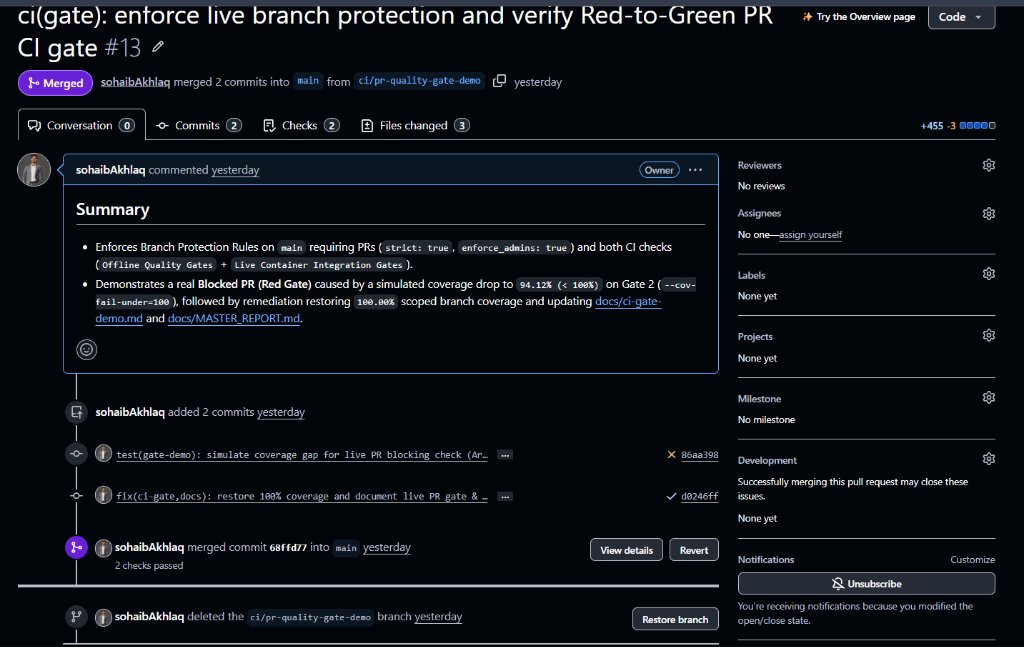 ci(gate): enforce live branch protection and verify Red-to-Green PR
CI gate #13
Try the Overview page
Code
Merged
sohaibAkhlaq merged 2 commits into main from ci/pr-quality-gate-demo yesterday
Conversation 0
Commits 2
Checks 2
Files changed 3
+455 -3
sohaibAkhlaq commented yesterday
Owner
Summary
• Enforces Branch Protection Rules on main requiring PRs ( strict: true , enforce_admins: true ) and both CI checks
( Offline Quality Gates + Live Container Integration Gates ).
• Demonstrates a real Blocked PR (Red Gate) caused by a simulated coverage drop to 94.12% (< 100%) on Gate 2 ( --cov-
fail-under=100 ), followed by remediation restoring 100.00% scoped branch coverage and updating docs/ci-gate-
demo.md and docs/MASTER_REPORT.md.
sohaibAkhlaq added 2 commits yesterday
test(gate-demo): simulate coverage gap for live PR blocking check (Ar… ...
86aa398
fix(ci-gate,docs): restore 100% coverage and document live PR gate & … ...
d0246ff
sohaibAkhlaq merged commit 68ffd77 into main yesterday
2 checks passed
View details
Revert
sohaibAkhlaq deleted the ci/pr-quality-gate-demo branch yesterday
Restore branch
Reviewers
No reviews
Assignees
No one—assign yourself
Labels
None yet
Projects
None yet
Milestone
No milestone
Development
Successfully merging this pull request may close these
issues.
None yet
Notifications
Customize
Unsubscribe
You're receiving notifications because you modified the
open/close state.